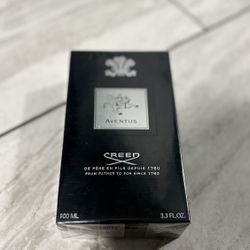 AVENTUS
CREED
DE PÈRE EN FILS DEPUIS 1760
FROM FATHER TO SON SINCE 1760
100 ML
3.3 FL.OZ.